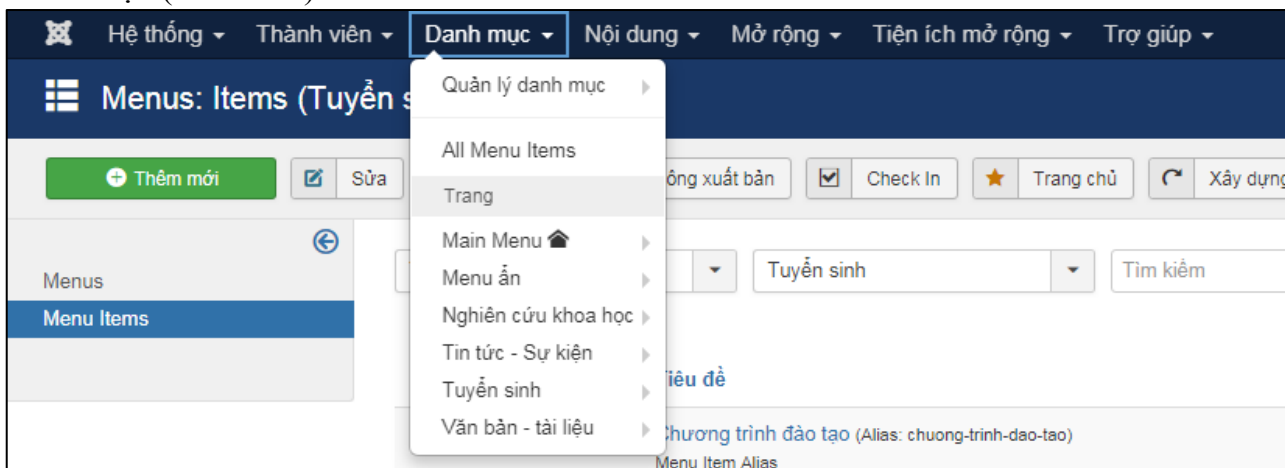 Hệ thống Thành viên Danh mục Nội dung Mở rộng Tiện ích mở rộng Trợ giúp
Menus: Items (Tuyển s
Quản lý danh mục
All Menu Items
Trang
Main Menu
Menu ẩn
Nghiên cứu khoa học
Tin tức - Sự kiện
Tuyển sinh
Văn bản - tài liệu
Thêm mới Sửa ông xuất bản Check In Trang chủ Xây dựng
Menus
Menu Items
Tuyển sinh Tìm kiếm
Tiêu đề
Chương trình đào tạo (Alias: chuong-trinh-dao-tao)
Menu Item Alias